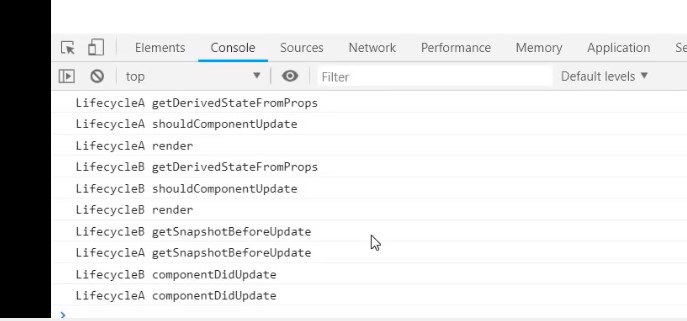 Elements Console Sources Network Performance Memory Application Se
top Filter Default levels
LifecycleA getDerivedStateFromProps
LifecycleA shouldComponentUpdate
LifecycleA render
LifecycleB getDerivedStateFromProps
LifecycleB shouldComponentUpdate
LifecycleB render
LifecycleB getSnapshotBeforeUpdate
LifecycleA getSnapshotBeforeUpdate
LifecycleB componentDidUpdate
LifecycleA componentDidUpdate